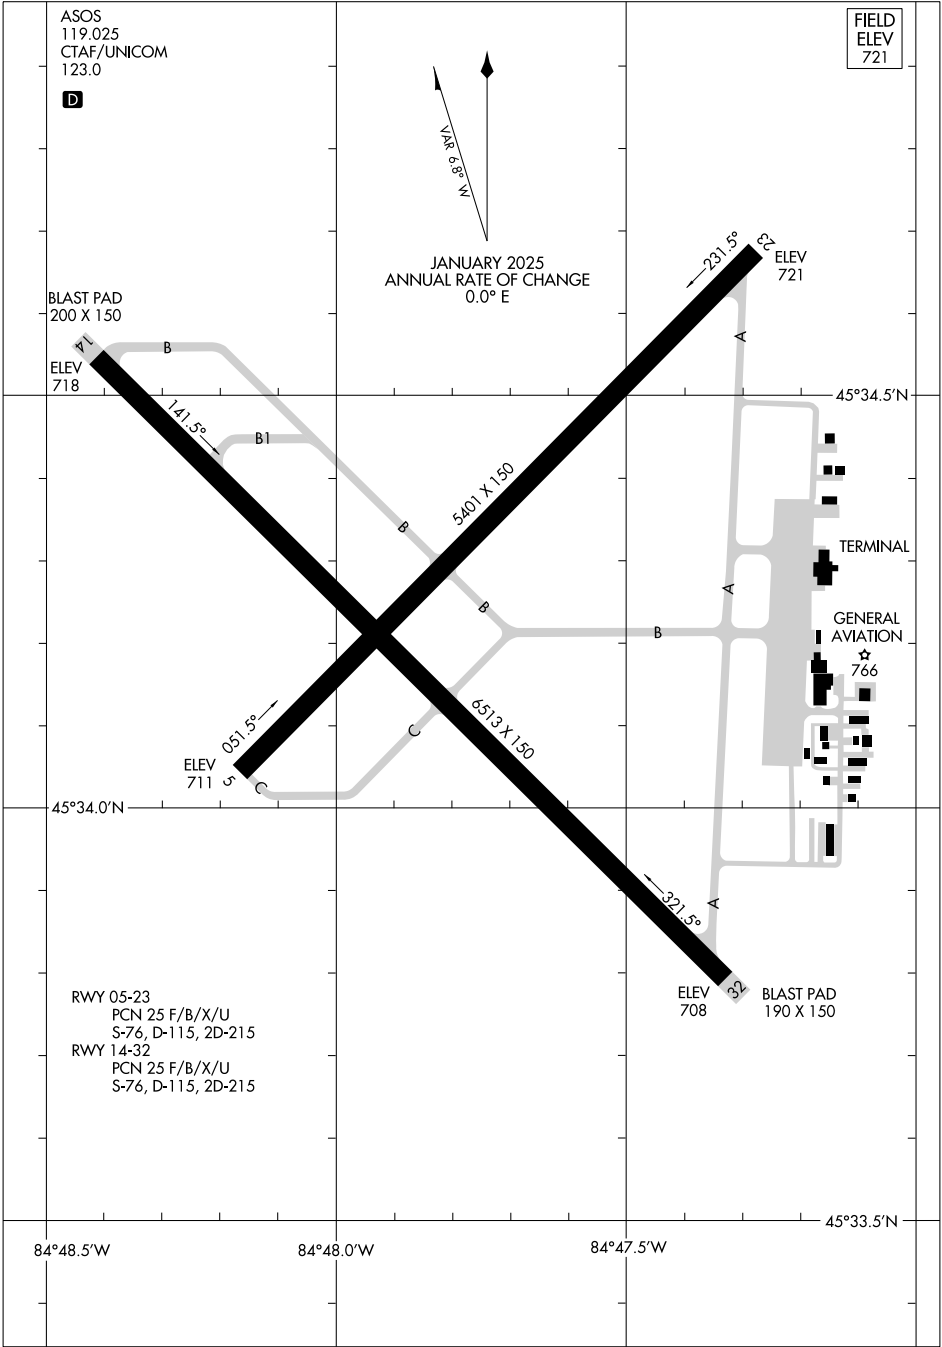 ASOS
119.025
CTAF/UNICOM
123.0
D
FIELD
ELEV
721
VAR 6.8° W
JANUARY 2025
ANNUAL RATE OF CHANGE
0.0° E
231.5°
23
ELEV
721
BLAST PAD
200 X 150
14
ELEV
718
B
A
45°34.5'N
141.5°
B1
5401 X 150
B
TERMINAL
A
B
B
GENERAL
AVIATION
766
051.5°
C
6513 X 150
ELEV
711
5
C
45°34.0'N
321.5°
A
32
ELEV
708
BLAST PAD
190 X 150
RWY 05-23
PCN 25 F/B/X/U
S-76, D-115, 2D-215
RWY 14-32
PCN 25 F/B/X/U
S-76, D-115, 2D-215
45°33.5'N
84°48.5'W
84°48.0'W
84°47.5'W